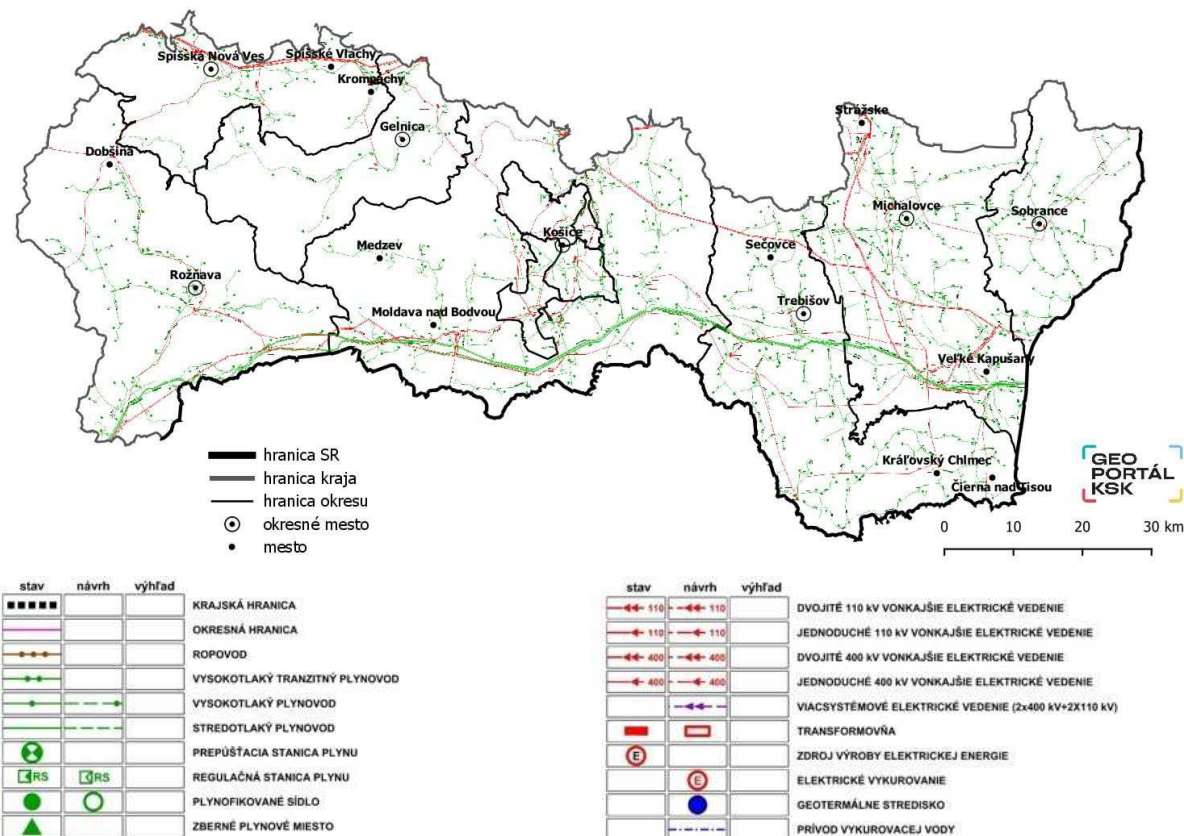 Spišská Nová Ves
Spišské Vlachy
Krompachy
Gelnica
Strážske
Dobšiná
Michalovce
Sobrance
Košice
Medzev
Sečovce
Rožňava
Trebišov
Moldava nad Bodvou
Veľké Kapušany
Kráľovský Chlmec
Čierna nad Tisou
hranica SR
hranica kraja
hranica okresu
okresné mesto
mesto
GEO
PORTÁL
KSK
0 10 20 30 km
stav návrh výhľad
KRAJSKÁ HRANICA
OKRESNÁ HRANICA
ROPOVOD
VYSOKOTLAKÝ TRANZITNÝ PLYNOVOD
VYSOKOTLAKÝ PLYNOVOD
STREDOTLAKÝ PLYNOVOD
PREPÚŠŤACIA STANICA PLYNU
RS RS REGULAČNÁ STANICA PLYNU
PLYNOFIKOVANÉ SÍDLO
ZBERNÉ PLYNOVÉ MIESTO
stav návrh výhľad
110 110 DVOJITÉ 110 kV VONKAJŠIE ELEKTRICKÉ VEDENIE
110 110 JEDNODUCHÉ 110 kV VONKAJŠIE ELEKTRICKÉ VEDENIE
400 400 DVOJITÉ 400 kV VONKAJŠIE ELEKTRICKÉ VEDENIE
400 400 JEDNODUCHÉ 400 kV VONKAJŠIE ELEKTRICKÉ VEDENIE
VIACSYSTÉMOVÉ ELEKTRICKÉ VEDENIE (2x400 kV+2X110 kV)
TRANSFORMOVŇA
E ZDROJ VÝROBY ELEKTRICKEJ ENERGIE
E ELEKTRICKÉ VYKUROVANIE
GEOTERMÁLNE STREDISKO
PRÍVOD VYKUROVACEJ VODY